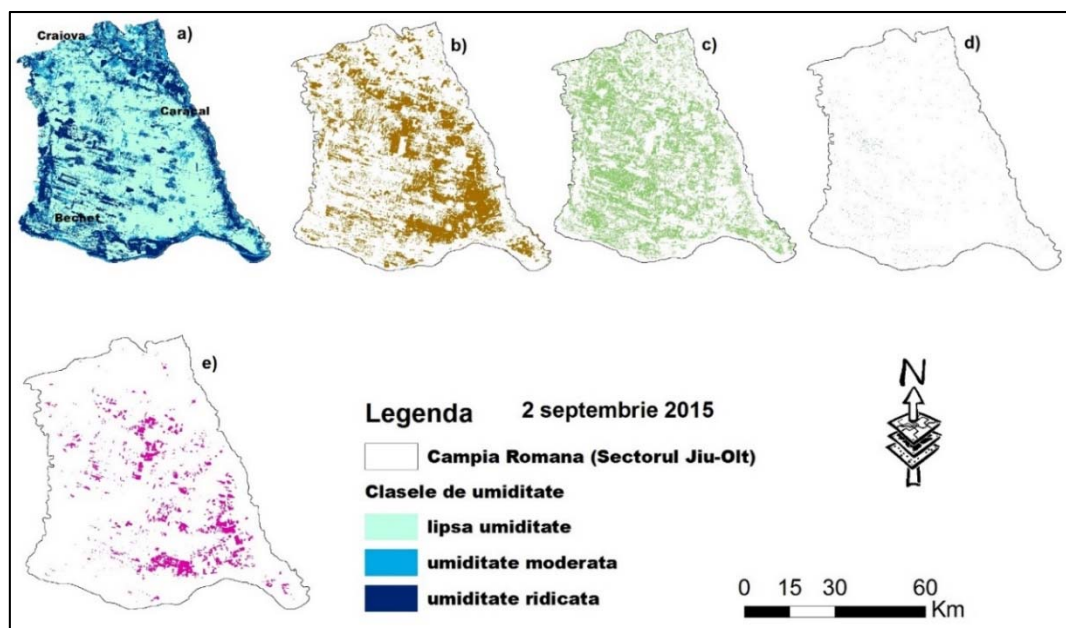 Craiova
a)
b)
c)
d)
Caracal
Bechet
e)
Legenda 2 septembrie 2015
N
Campia Romana (Sectorul Jiu-Olt)
Clasele de umiditate
lipsa umiditate
umiditate moderata
umiditate ridicata
0 15 30 60
Km